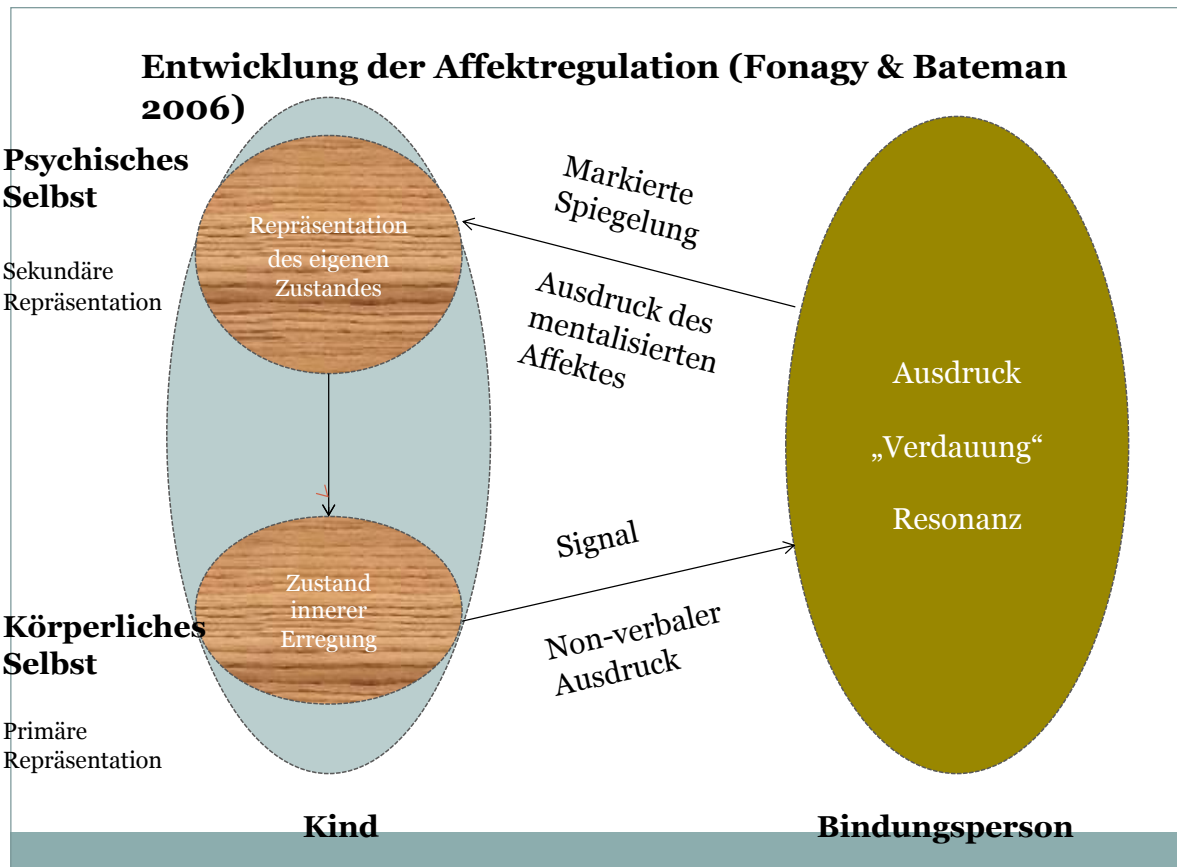 Entwicklung der Affektregulation (Fonagy & Bateman
2006)
Psychisches
Selbst
Sekundäre
Repräsentation
Repräsentation
des eigenen
Zustandes
Markierte
Spiegelung
Ausdruck des
mentalisierten
Affektes
Ausdruck
„Verdauung“
Resonanz
Signal
Non-verbaler
Ausdruck
Zustand
innerer
Erregung
Körperliches
Selbst
Primäre
Repräsentation
Kind
Bindungsperson